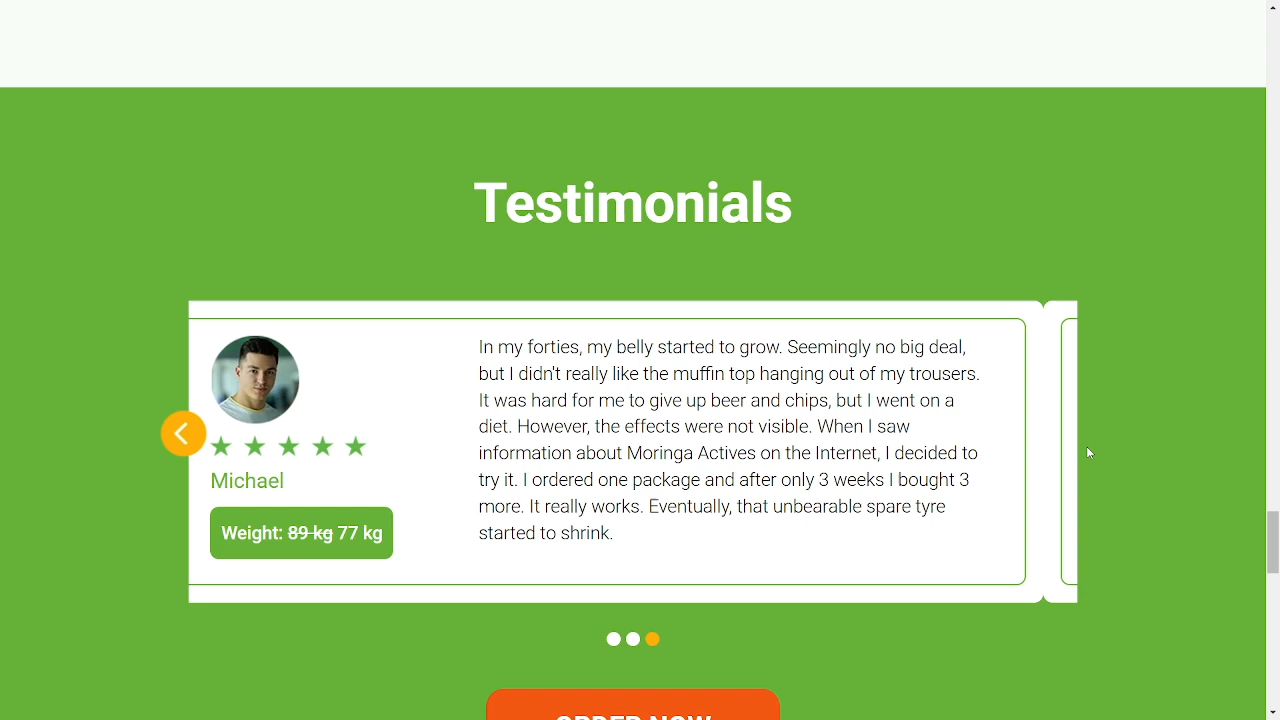 Testimonials
In my forties, my belly started to grow. Seemingly no big deal,
but I didn't really like the muffin top hanging out of my trousers.
It was hard for me to give up beer and chips, but I went on a
diet. However, the effects were not visible. When I saw
information about Moringa Actives on the Internet, I decided to
try it. I ordered one package and after only 3 weeks I bought 3
more. It really works. Eventually, that unbearable spare tyre
started to shrink.
Michael
Weight: 89 kg 77 kg
ORDER NOW